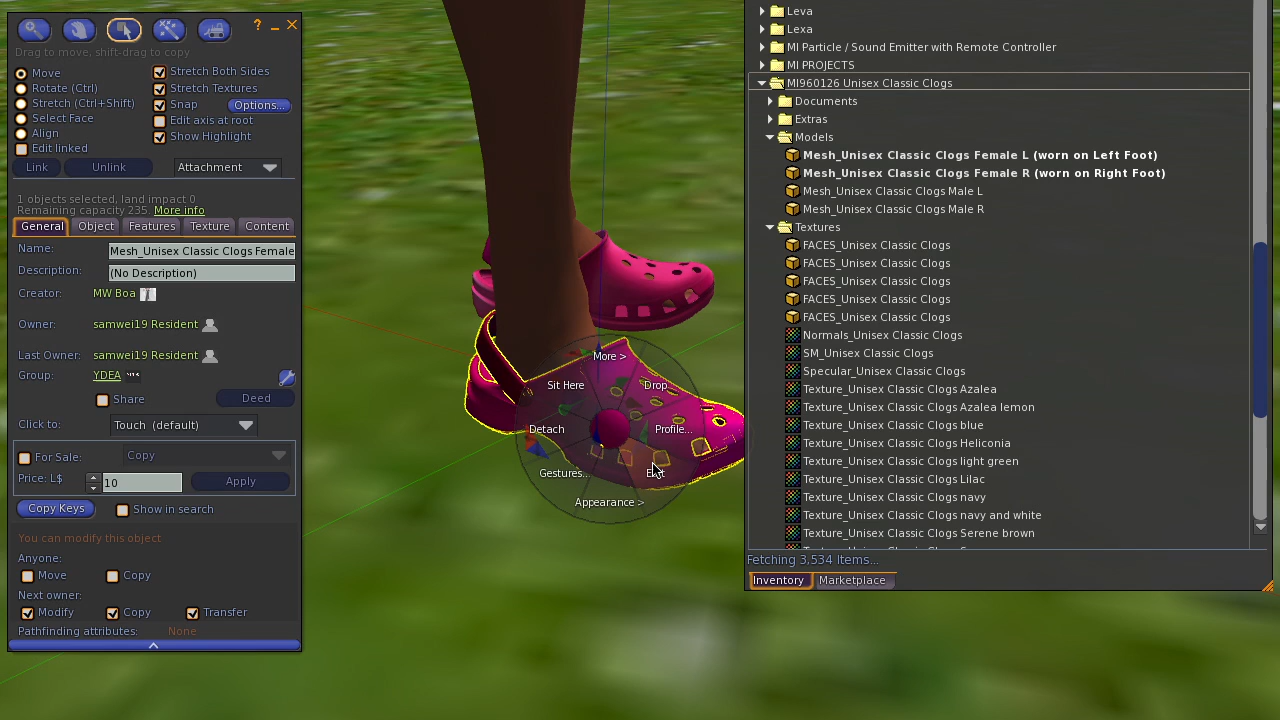 ?
Drag to move, shift-drag to copy
Move
Rotate (Ctrl)
Stretch (Ctrl+Shift)
Select Face
Align
Edit linked
Stretch Both Sides
Stretch Textures
Snap
Options...
Edit axis at root
Show Highlight
Link
Unlink
Attachment
1 objects selected, land impact 0
Remaining capacity 235. More info
General
Object
Features
Texture
Content
Name:
Mesh_Unisex Classic Clogs Female
Description:
(No Description)
Creator:
MW Boa
Owner:
samwei19 Resident
Last Owner:
samwei19 Resident
Group:
YDEA
Share
Deed
Click to:
Touch (default)
For Sale:
Copy
Price: L$
10
Apply
Copy Keys
Show in search
You can modify this object
Anyone:
Move
Copy
Next owner:
Modify
Copy
Transfer
Pathfinding attributes:
None
More >
Sit Here
Drop
Detach
Profile...
Gestures...
Edit
Appearance >
Leva
Lexa
MI Particle / Sound Emitter with Remote Controller
MI PROJECTS
MI960126 Unisex Classic Clogs
Documents
Extras
Models
Mesh_Unisex Classic Clogs Female L (worn on Left Foot)
Mesh_Unisex Classic Clogs Female R (worn on Right Foot)
Mesh_Unisex Classic Clogs Male L
Mesh_Unisex Classic Clogs Male R
Textures
FACES_Unisex Classic Clogs
FACES_Unisex Classic Clogs
FACES_Unisex Classic Clogs
FACES_Unisex Classic Clogs
FACES_Unisex Classic Clogs
Normals_Unisex Classic Clogs
SM_Unisex Classic Clogs
Specular_Unisex Classic Clogs
Texture_Unisex Classic Clogs Azalea
Texture_Unisex Classic Clogs Azalea lemon
Texture_Unisex Classic Clogs blue
Texture_Unisex Classic Clogs Heliconia
Texture_Unisex Classic Clogs light green
Texture_Unisex Classic Clogs Lilac
Texture_Unisex Classic Clogs navy
Texture_Unisex Classic Clogs navy and white
Texture_Unisex Classic Clogs Serene brown
Fetching 3,534 Items...
Inventory
Marketplace